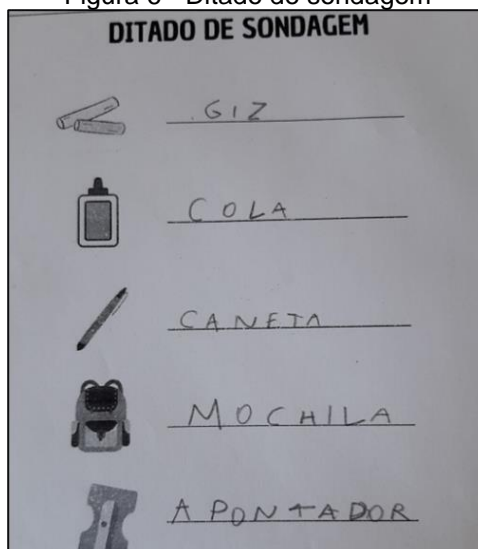 Figura 3 - Ditado de sondagem
DITADO DE SONDAGEM
GIZ
COLA
CANETA
MOCHILA
APONTADOR